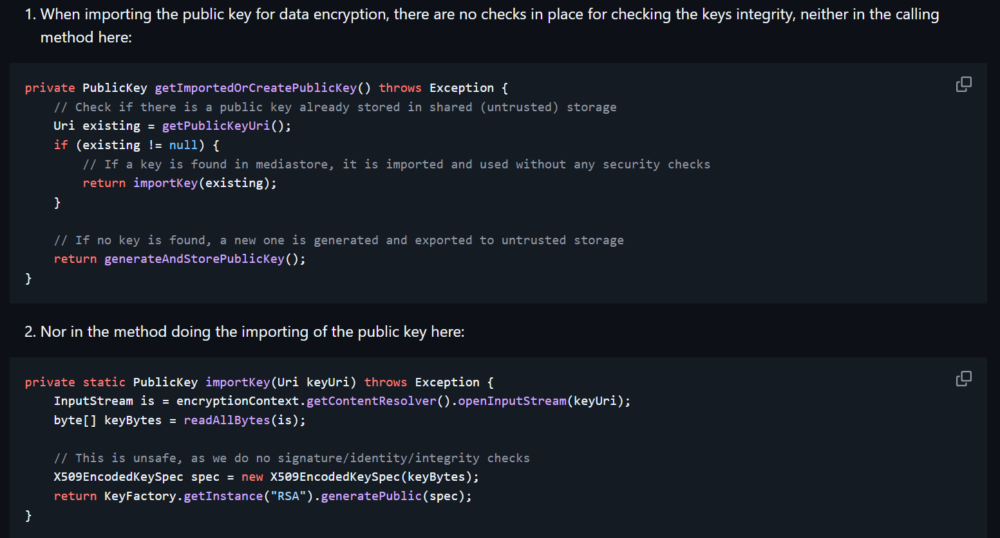 1. When importing the public key for data encryption, there are no checks in place for checking the keys integrity, neither in the calling
method here:
private PublicKey getImportedOrCreatePublicKey() throws Exception {
    // Check if there is a public key already stored in shared (untrusted) storage
    Uri existing = getPublicKeyUri();
    if (existing != null) {
        // If a key is found in mediastore, it is imported and used without any security checks
        return importKey(existing);
    }
    // If no key is found, a new one is generated and exported to untrusted storage
    return generateAndStorePublicKey();
}
2. Nor in the method doing the importing of the public key here:
private static PublicKey importKey(Uri keyUri) throws Exception {
    InputStream is = encryptionContext.getContentResolver().openInputStream(keyUri);
    byte[] keyBytes = readAllBytes(is);
    // This is unsafe, as we do no signature/identity/integrity checks
    X509EncodedKeySpec spec = new X509EncodedKeySpec(keyBytes);
    return KeyFactory.getInstance("RSA").generatePublic(spec);
}